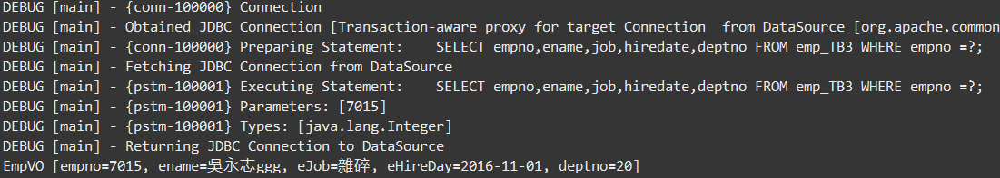 DEBUG [main] - {conn-100000} Connection
DEBUG [main] - Obtained JDBC Connection [Transaction-aware proxy for target Connection  from DataSource [org.apache.common
DEBUG [main] - {conn-100000} Preparing Statement:    SELECT empno,ename,job,hiredate,deptno FROM emp_TB3 WHERE empno =?;
DEBUG [main] - Fetching JDBC Connection from DataSource
DEBUG [main] - {pstm-100001} Executing Statement:    SELECT empno,ename,job,hiredate,deptno FROM emp_TB3 WHERE empno =?;
DEBUG [main] - {pstm-100001} Parameters: [7015]
DEBUG [main] - {pstm-100001} Types: [java.lang.Integer]
DEBUG [main] - Returning JDBC Connection to DataSource
EmpVO [empno=7015, ename=吳永志ggg, eJob=雜碎, eHireDay=2016-11-01, deptno=20]